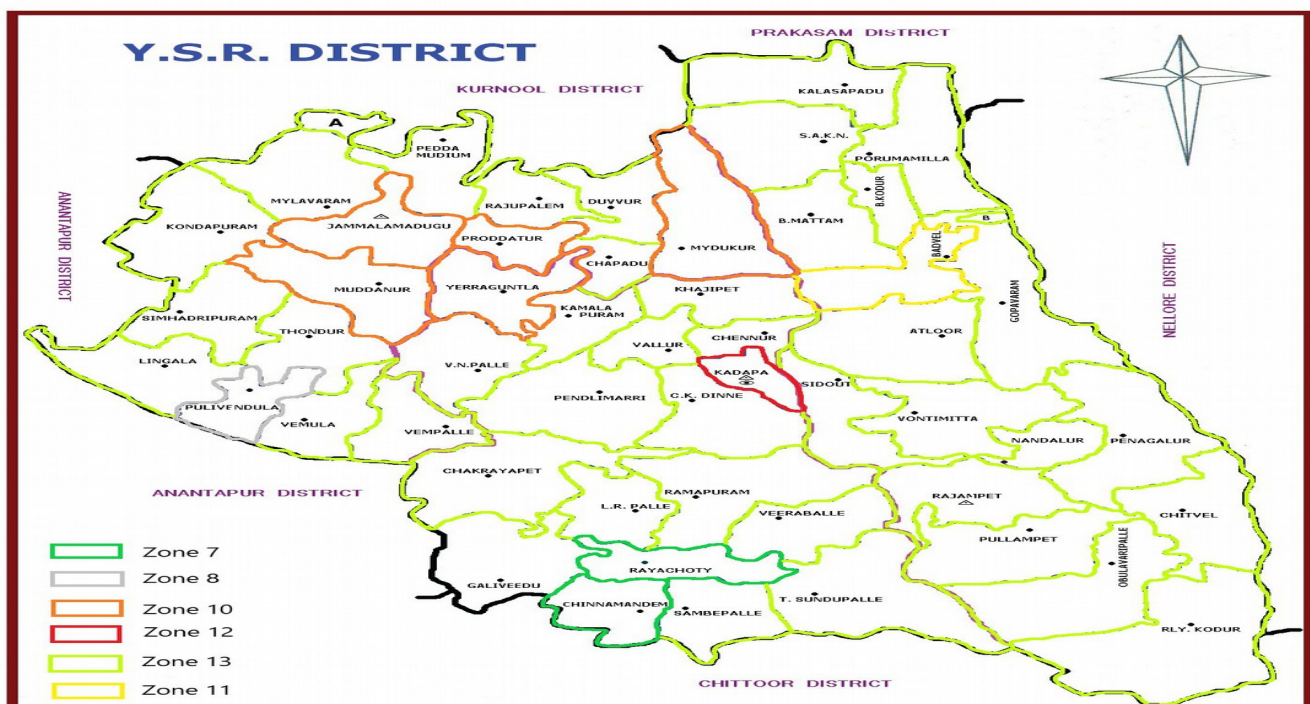 PRAKASAM DISTRICT
Y.S.R. DISTRICT
KURNOOL DISTRICT
KALASAPADU
A
S.A.K.N.
PEDDA
MUDIUM
PORUMAMILLA
B.KODUR
MYLAVARAM
RAJUPALEM
DUVVUR
B.MATTAM
B
KONDAPURAM
JAMMALAMADUGU
PRODDATUR
MYDUKUR
BADVEL
ANANTAPUR DISTRICT
CHAPADU
NELLORE DISTRICT
MUDDANUR
YERRAGUNTLA
KHAJIPET
GOPAVARAM
KAMALA
PURAM
SIMHADRIPURAM
THONDUR
CHENNUR
ATLOOR
LINGALA
VALLUR
V.N.PALLE
KADAPA
SIDOUT
PULIVENDULA
PENDLIMARRI
C.K. DINNE
VEMULA
VONTIMITTA
VEMPALLE
NANDALUR
PENAGALUR
CHAKRAYAPET
ANANTAPUR DISTRICT
RAMAPURAM
RAJAMPET
L.R. PALLE
VEERABALLE
CHITVEL
PULLAMPET
OBULAVARIPALLE
Zone 7
RAYACHOTY
Zone 8
GALIVEEDU
T. SUNDUPALLE
Zone 10
CHINNAMANDEM
SAMBEPALLE
Zone 12
RLY. KODUR
Zone 13
CHITTOOR DISTRICT
Zone 11